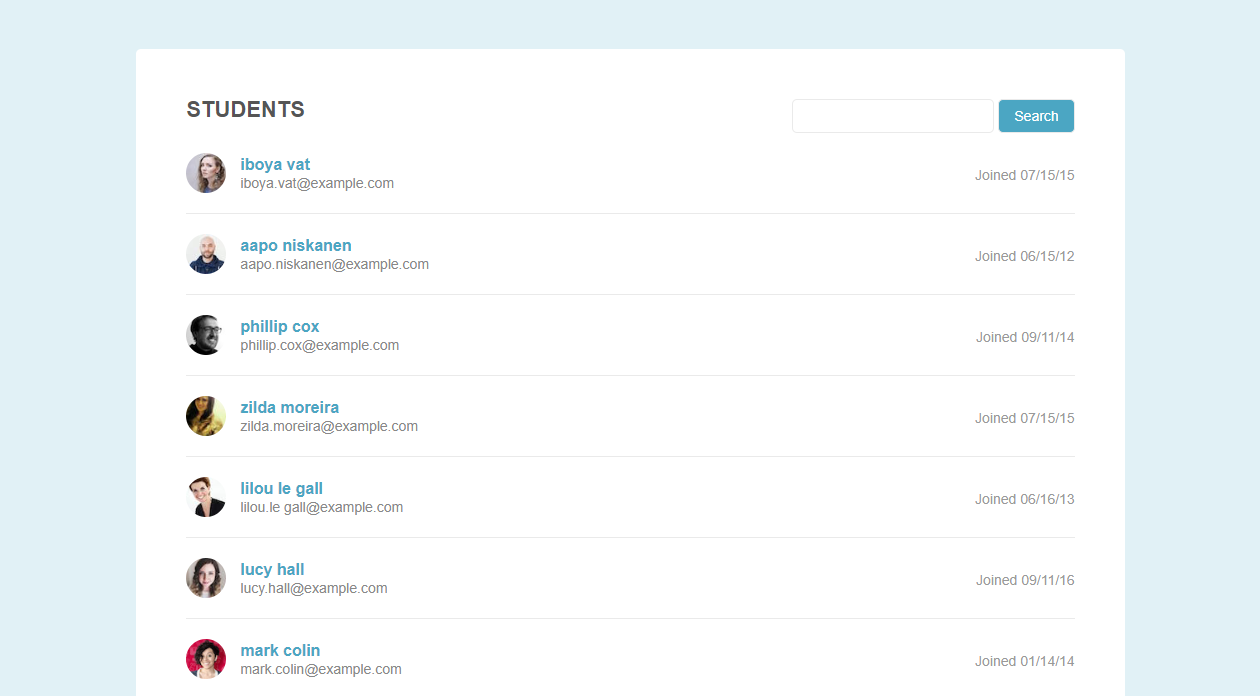 STUDENTS
Search
iboya vat
iboya.vat@example.com
Joined 07/15/15
aapo niskanen
aapo.niskanen@example.com
Joined 06/15/12
phillip cox
phillip.cox@example.com
Joined 09/11/14
zilda moreira
zilda.moreira@example.com
Joined 07/15/15
lilou le gall
lilou.le gall@example.com
Joined 06/16/13
lucy hall
lucy.hall@example.com
Joined 09/11/16
mark colin
mark.colin@example.com
Joined 01/14/14